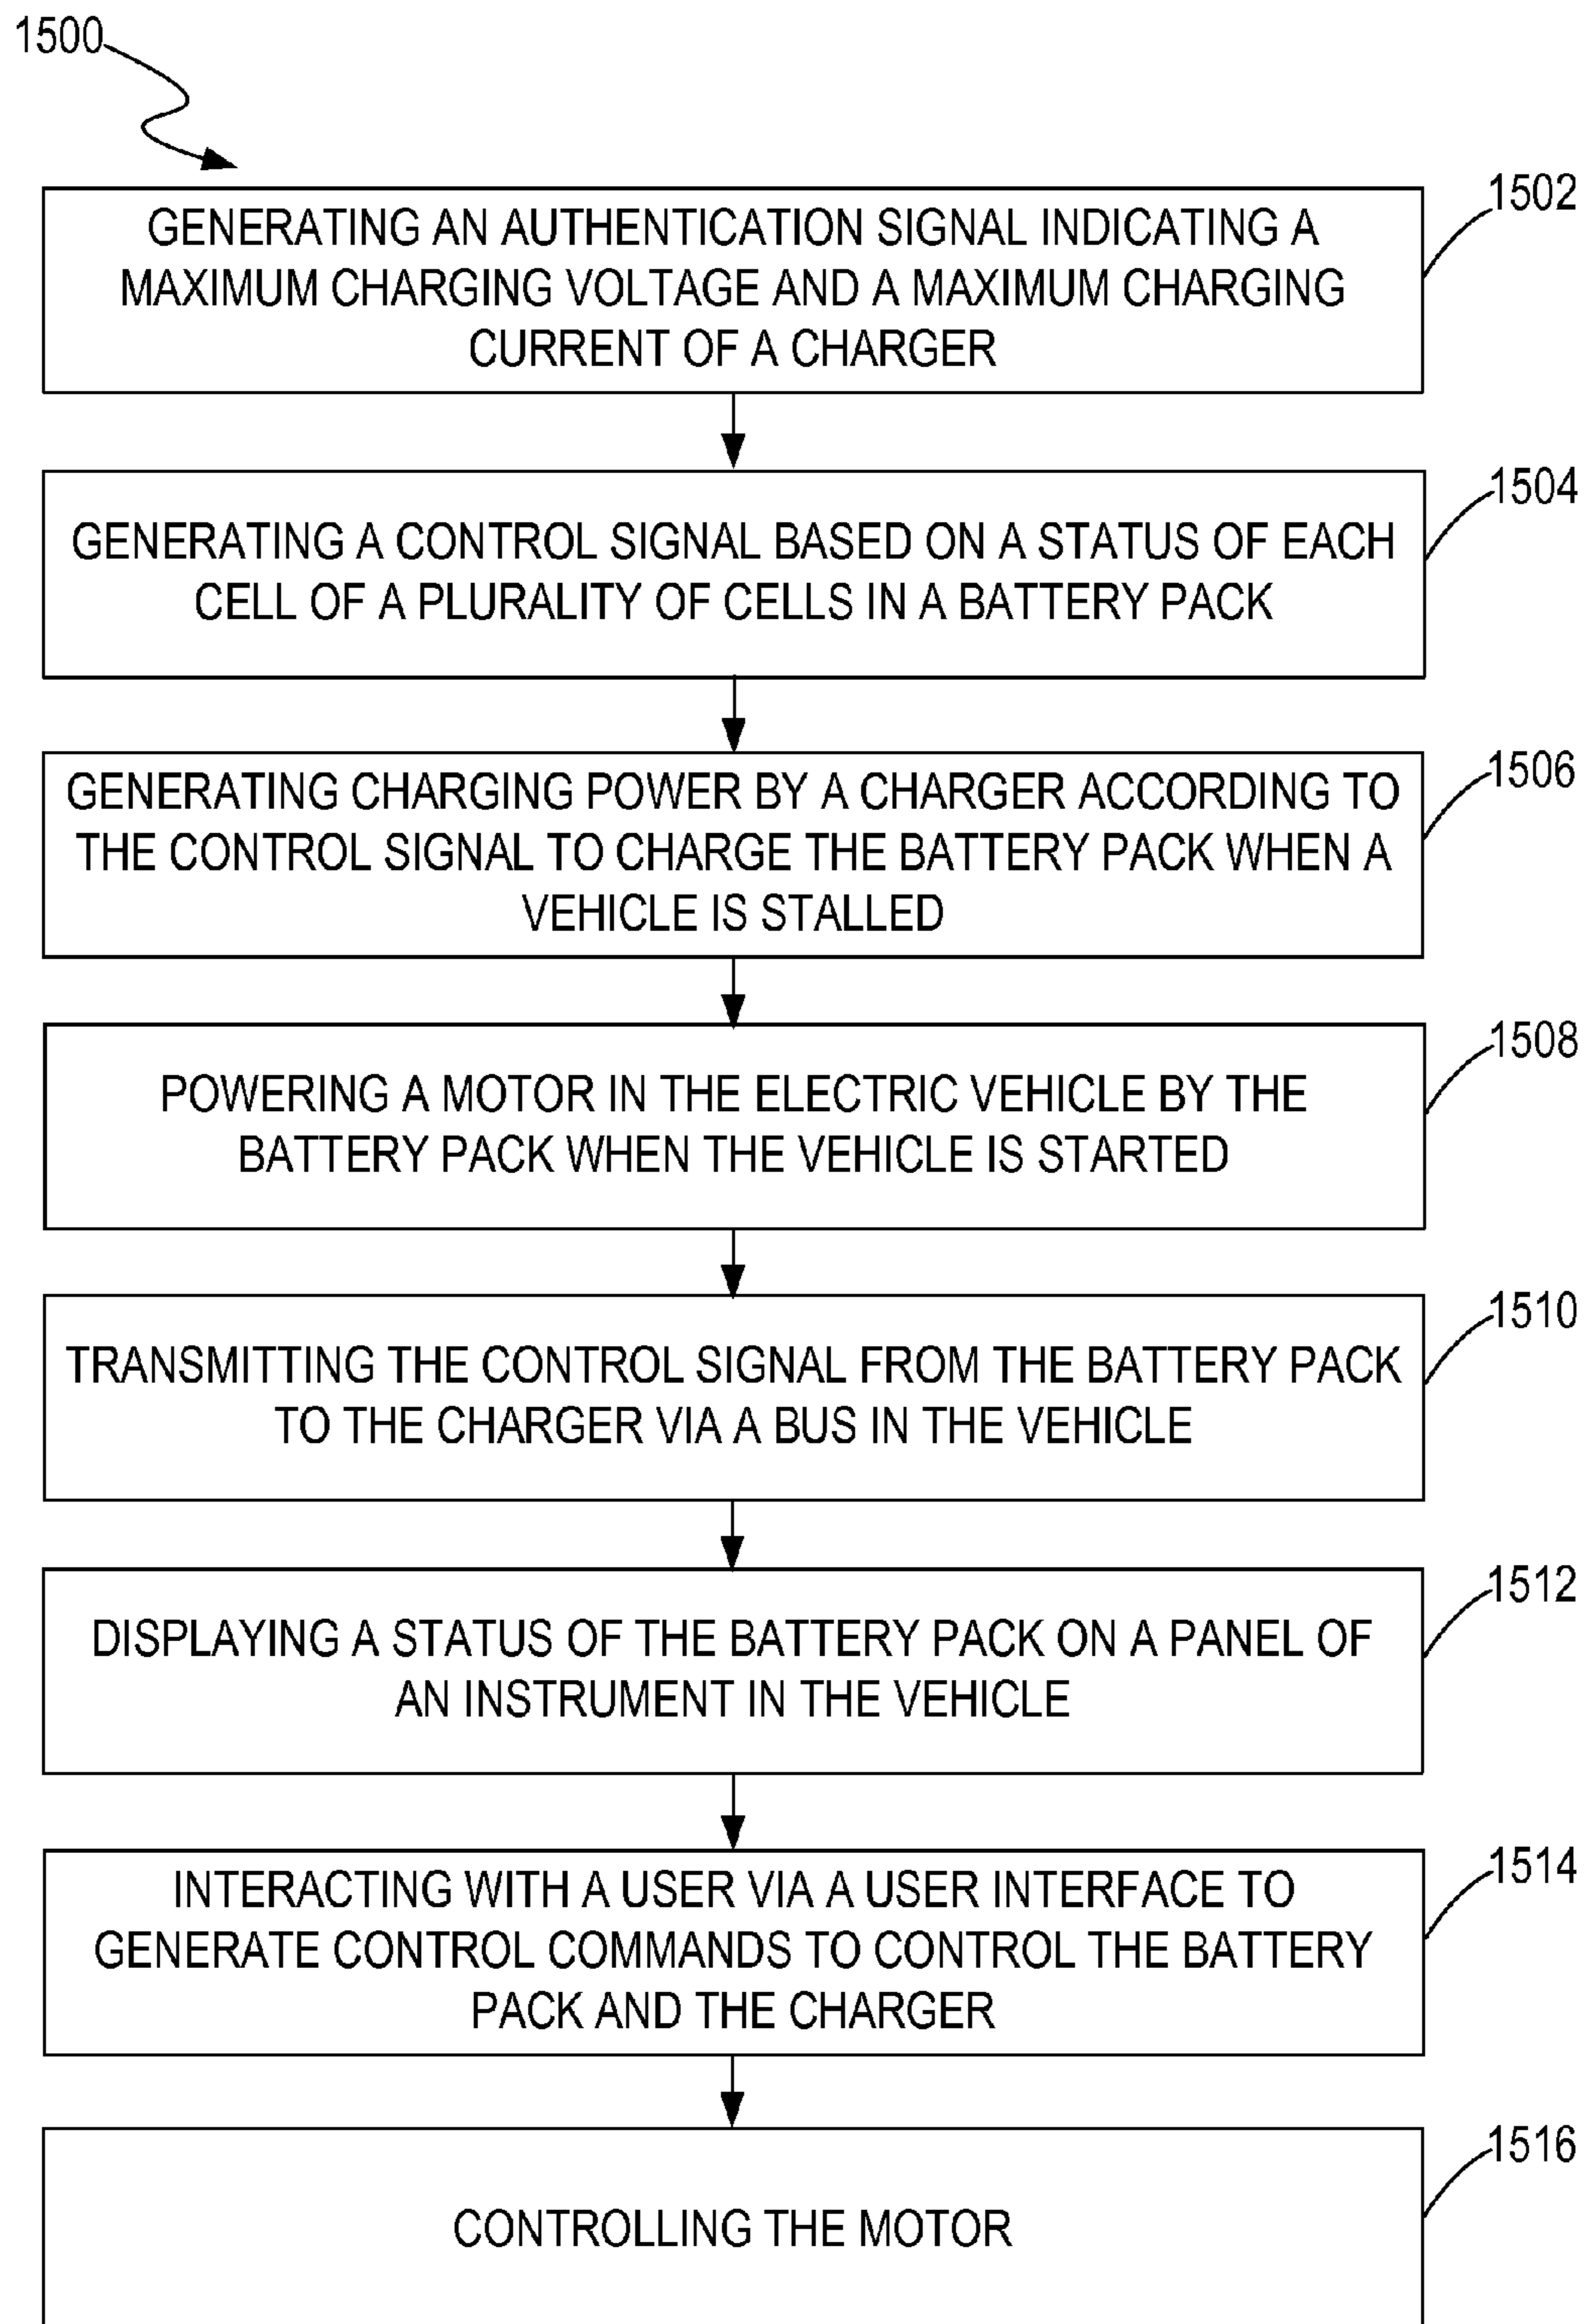 1500
1502
GENERATING AN AUTHENTICATION SIGNAL INDICATING A
MAXIMUM CHARGING VOLTAGE AND A MAXIMUM CHARGING
CURRENT OF A CHARGER
1504
GENERATING A CONTROL SIGNAL BASED ON A STATUS OF EACH
CELL OF A PLURALITY OF CELLS IN A BATTERY PACK
1506
GENERATING CHARGING POWER BY A CHARGER ACCORDING TO
THE CONTROL SIGNAL TO CHARGE THE BATTERY PACK WHEN A
VEHICLE IS STALLED
1508
POWERING A MOTOR IN THE ELECTRIC VEHICLE BY THE
BATTERY PACK WHEN THE VEHICLE IS STARTED
1510
TRANSMITTING THE CONTROL SIGNAL FROM THE BATTERY PACK
TO THE CHARGER VIA A BUS IN THE VEHICLE
1512
DISPLAYING A STATUS OF THE BATTERY PACK ON A PANEL OF
AN INSTRUMENT IN THE VEHICLE
1514
INTERACTING WITH A USER VIA A USER INTERFACE TO
GENERATE CONTROL COMMANDS TO CONTROL THE BATTERY
PACK AND THE CHARGER
1516
CONTROLLING THE MOTOR